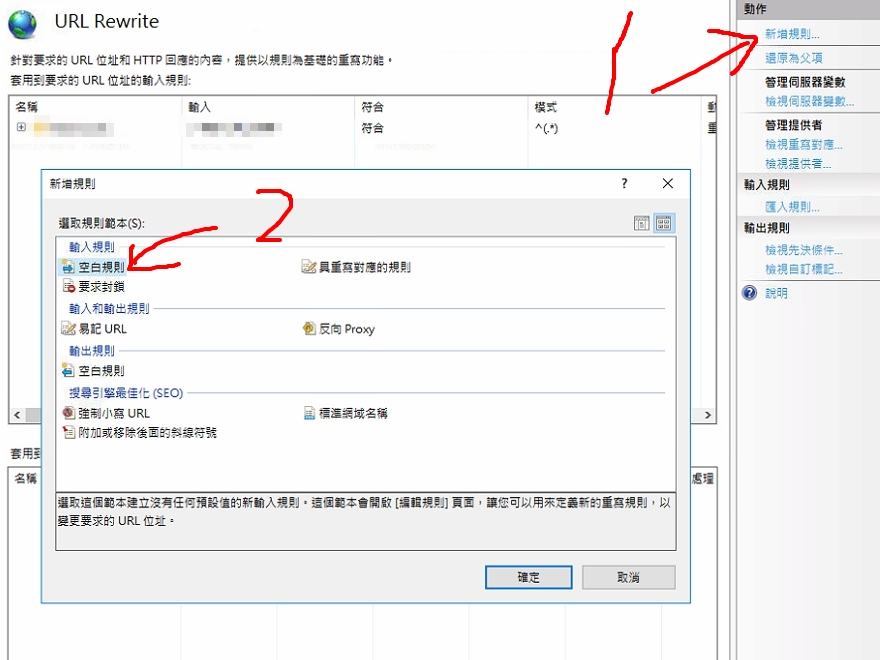 URL Rewrite
針對要求的 URL 位址和 HTTP 回應的內容，提供以規則為基礎的重寫功能。
套用到要求的 URL 位址的輸入規則:
名稱 輸入 符合 模式
符合 ^(.*)
1
新增規則 ?
2
選取規則範本(S):
輸入規則
空白規則 具重寫對應的規則
要求封鎖
輸入和輸出規則
易記 URL 反向 Proxy
輸出規則
空白規則
搜尋引擎最佳化 (SEO)
強制小寫 URL 標準網域名稱
附加或移除後面的斜線符號
選取這個範本建立沒有任何預設值的新輸入規則。這個範本會開啟 [編輯規則] 頁面，讓您可以用來定義新的重寫規則，以
變更要求的 URL 位址。
確定 取消
套用到
名稱 處理
動作
新增規則...
還原為父項
管理伺服器變數
檢視伺服器變數...
管理提供者
檢視重寫對應...
檢視提供者...
輸入規則
匯入規則...
輸出規則
檢視先決條件...
檢視自訂標記...
說明